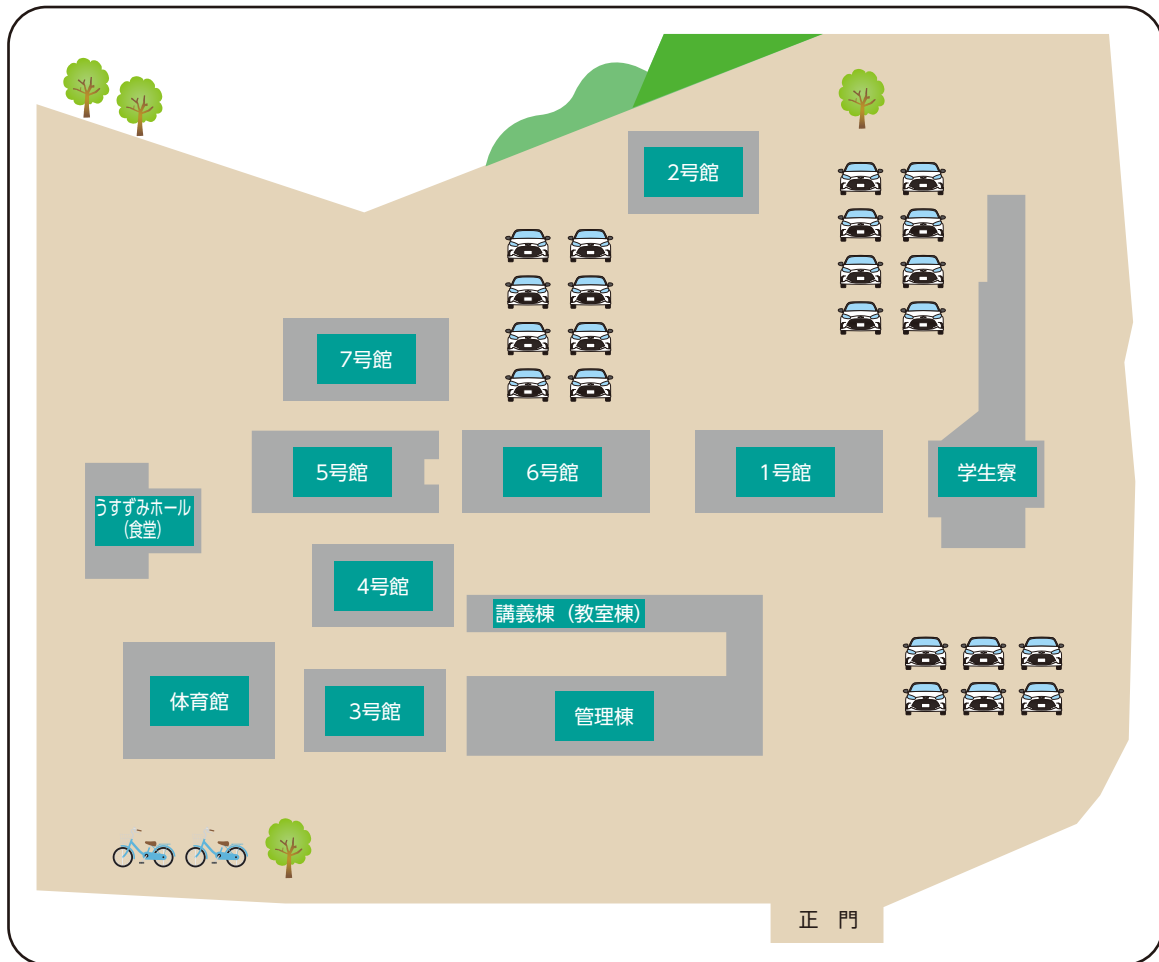 2号館
7号館
5号館
6号館
1号館
学生寮
うすずみホール
(食堂)
4号館
講義棟（教室棟)
体育館
3号館
管理棟
正　門